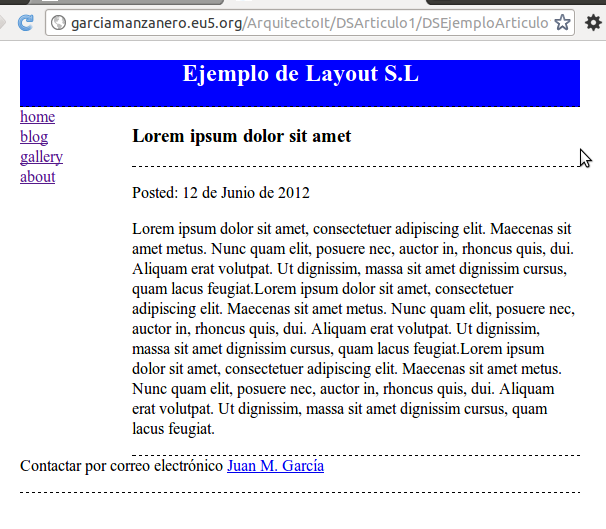 garciamanzanero.eu5.org/ArquitectoIt/DSArticulo1/DSEjemploArticulo
Ejemplo de Layout S.L
home
blog
gallery
about
Lorem ipsum dolor sit amet
Posted: 12 de Junio de 2012
Lorem ipsum dolor sit amet, consectetuer adipiscing elit. Maecenas sit
amet metus. Nunc quam elit, posuere nec, auctor in, rhoncus quis, dui.
Aliquam erat volutpat. Ut dignissim, massa sit amet dignissim cursus,
quam lacus feugiat.Lorem ipsum dolor sit amet, consectetuer
adipiscing elit. Maecenas sit amet metus. Nunc quam elit, posuere nec,
auctor in, rhoncus quis, dui. Aliquam erat volutpat. Ut dignissim,
massa sit amet dignissim cursus, quam lacus feugiat.Lorem ipsum
dolor sit amet, consectetuer adipiscing elit. Maecenas sit amet metus.
Nunc quam elit, posuere nec, auctor in, rhoncus quis, dui. Aliquam
erat volutpat. Ut dignissim, massa sit amet dignissim cursus, quam
lacus feugiat.
Contactar por correo electrónico Juan M. García